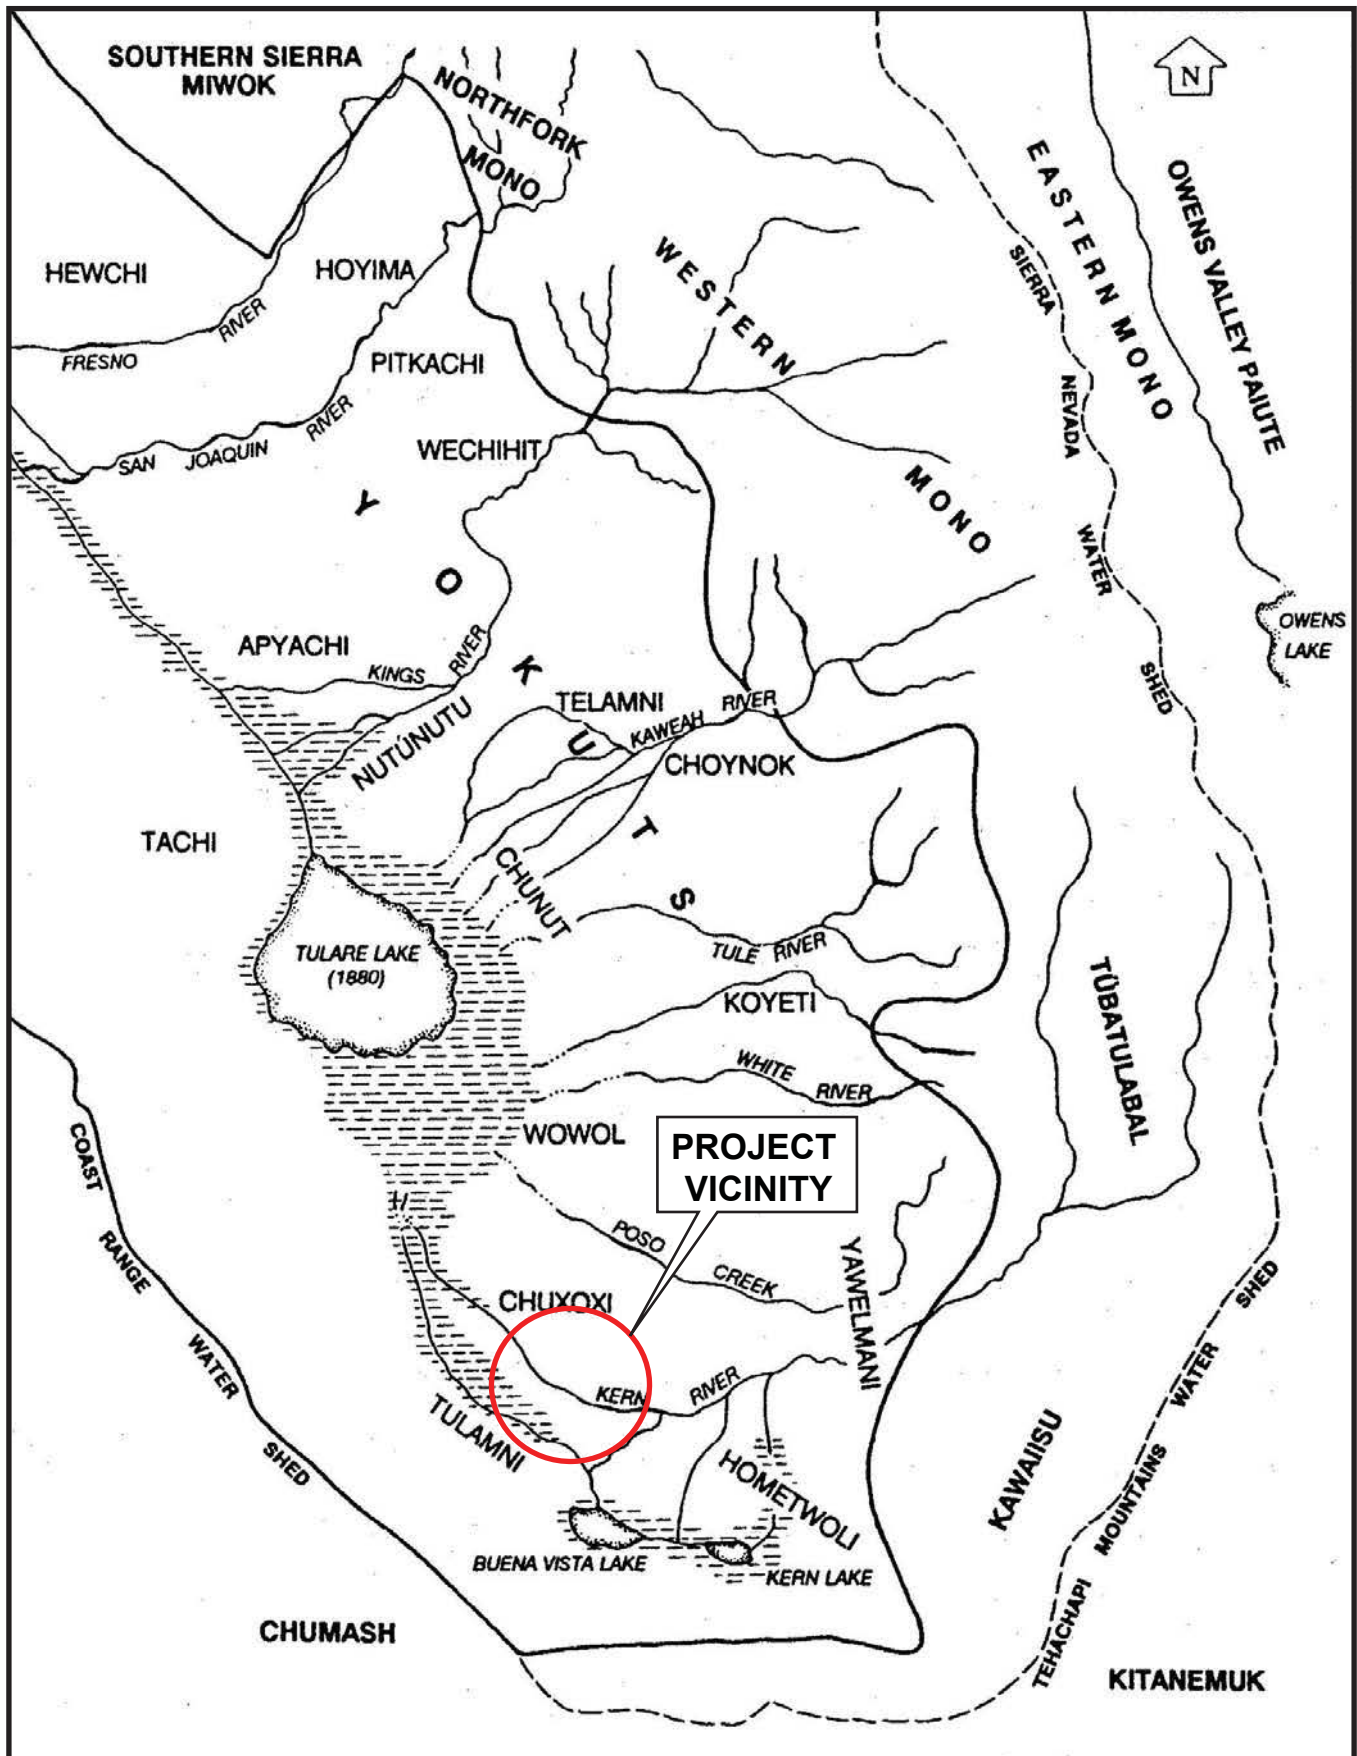 SOUTHERN SIERRA
MIWOK
NORTHFORK
MONO
N
HEWCHI
HOYIMA
FRESNO
RIVER
PITKACHI
WESTERN
MONO
SIERRA
NEVADA
WATER
SHED
EASTERN MONO
OWENS VALLEY PAIUTE
SAN JOAQUIN RIVER
WECHIHIT
YOKUTS
OWENS
LAKE
APYACHI
KINGS RIVER
NUTÚNUTU
TELAMNI
KAWEAH RIVER
CHOYNOK
TACHI
CHUNUT
TULARE LAKE
(1880)
TULE RIVER
KOYETI
TÜBATULABAL
WHITE RIVER
WOWOL
PROJECT
VICINITY
COAST
RANGE
WATER
SHED
POSO
CREEK
YAWELMANI
CHUXOXI
KERN
RIVER
TULAMNI
HOMETWOLI
BUENA VISTA LAKE
KERN LAKE
KAWAIISU
TEHACHAPI
MOUNTAINS
WATER
SHED
CHUMASH
KITANEMUK